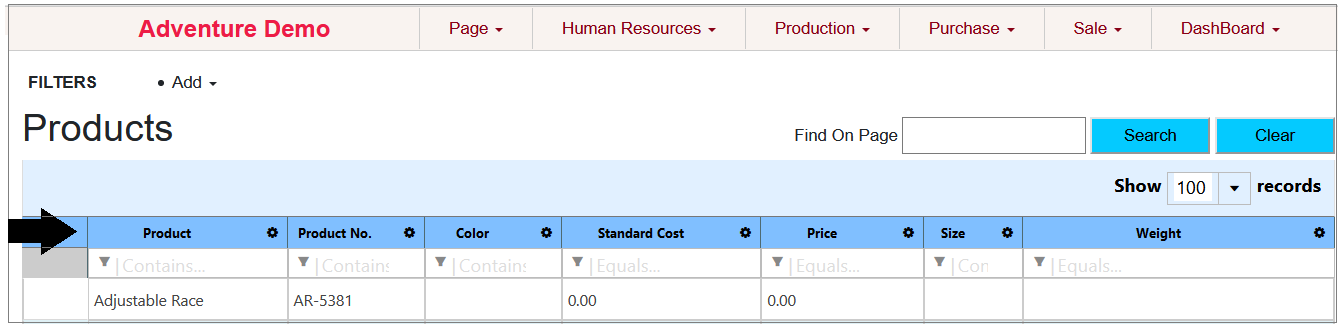 Adventure Demo Page Human Resources Production Purchase Sale DashBoard
FILTERS • Add
Products
Find On Page Search Clear
Show 100 records
Product Product No. Color Standard Cost Price Size Weight
|Contains... |Contains |Contains |Equals... |Equals... |Con |Equals...
Adjustable Race AR-5381 0.00 0.00